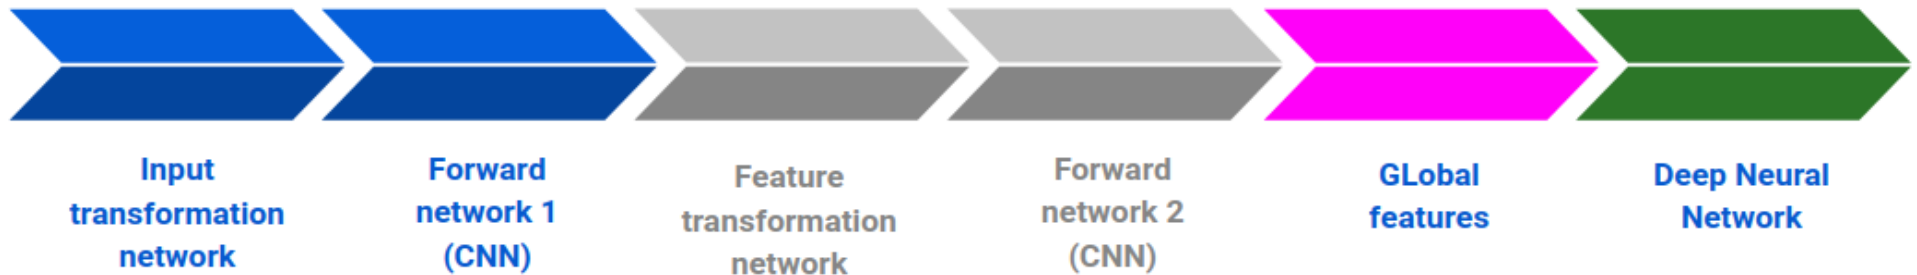 Input
transformation
network
Forward
network 1
(CNN)
Feature
transformation
network
Forward
network 2
(CNN)
GLobal
features
Deep Neural
Network